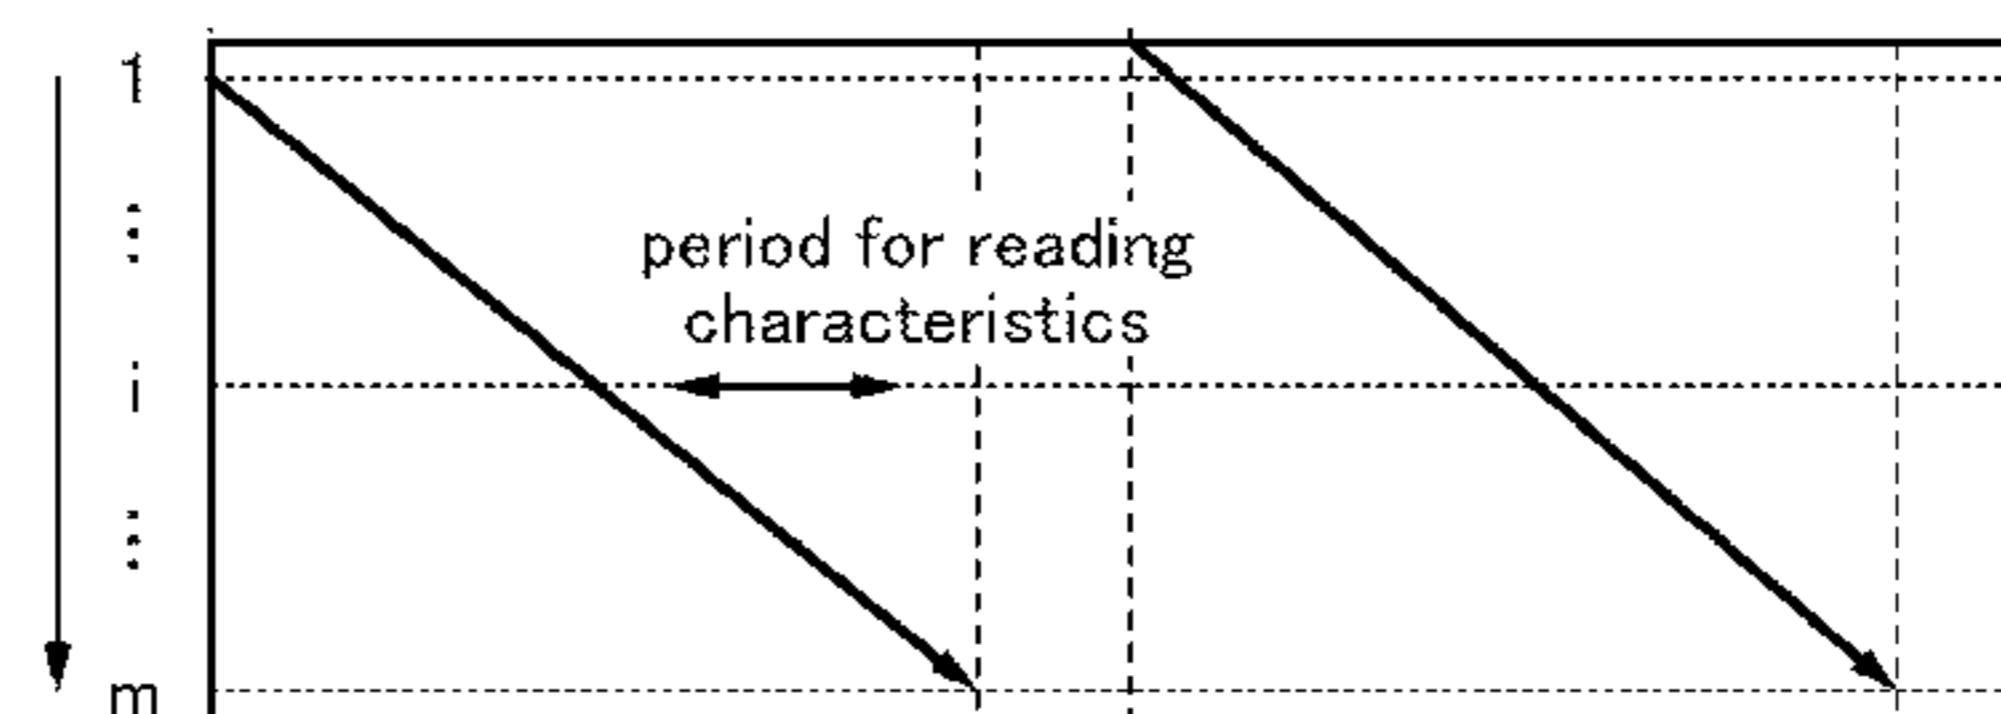 1
⋮
period for reading
characteristics
i
⋮
m